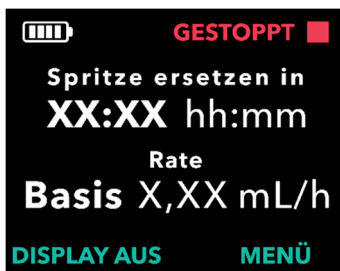 GESTOPPT
Spritze ersetzen in
XX:XX hh:mm
Rate
Basis X,XX mL/h
DISPLAY AUS MENÜ